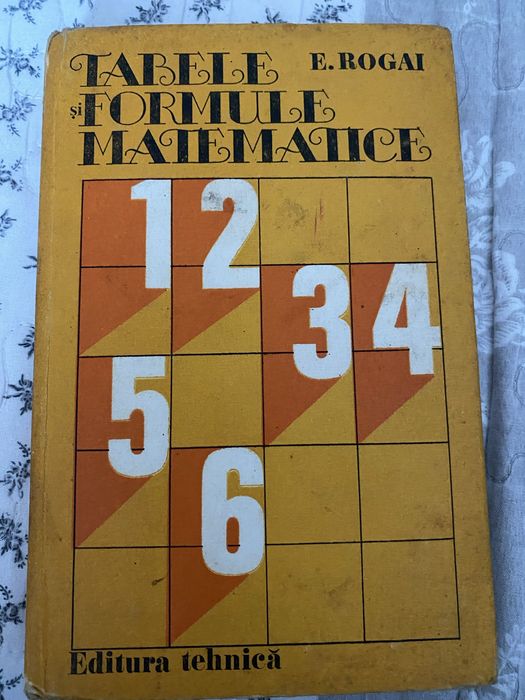 TABELE E. ROGAI
și FORMULE
MATEMATICE
1 2
3 4
5
6
Editura tehnică